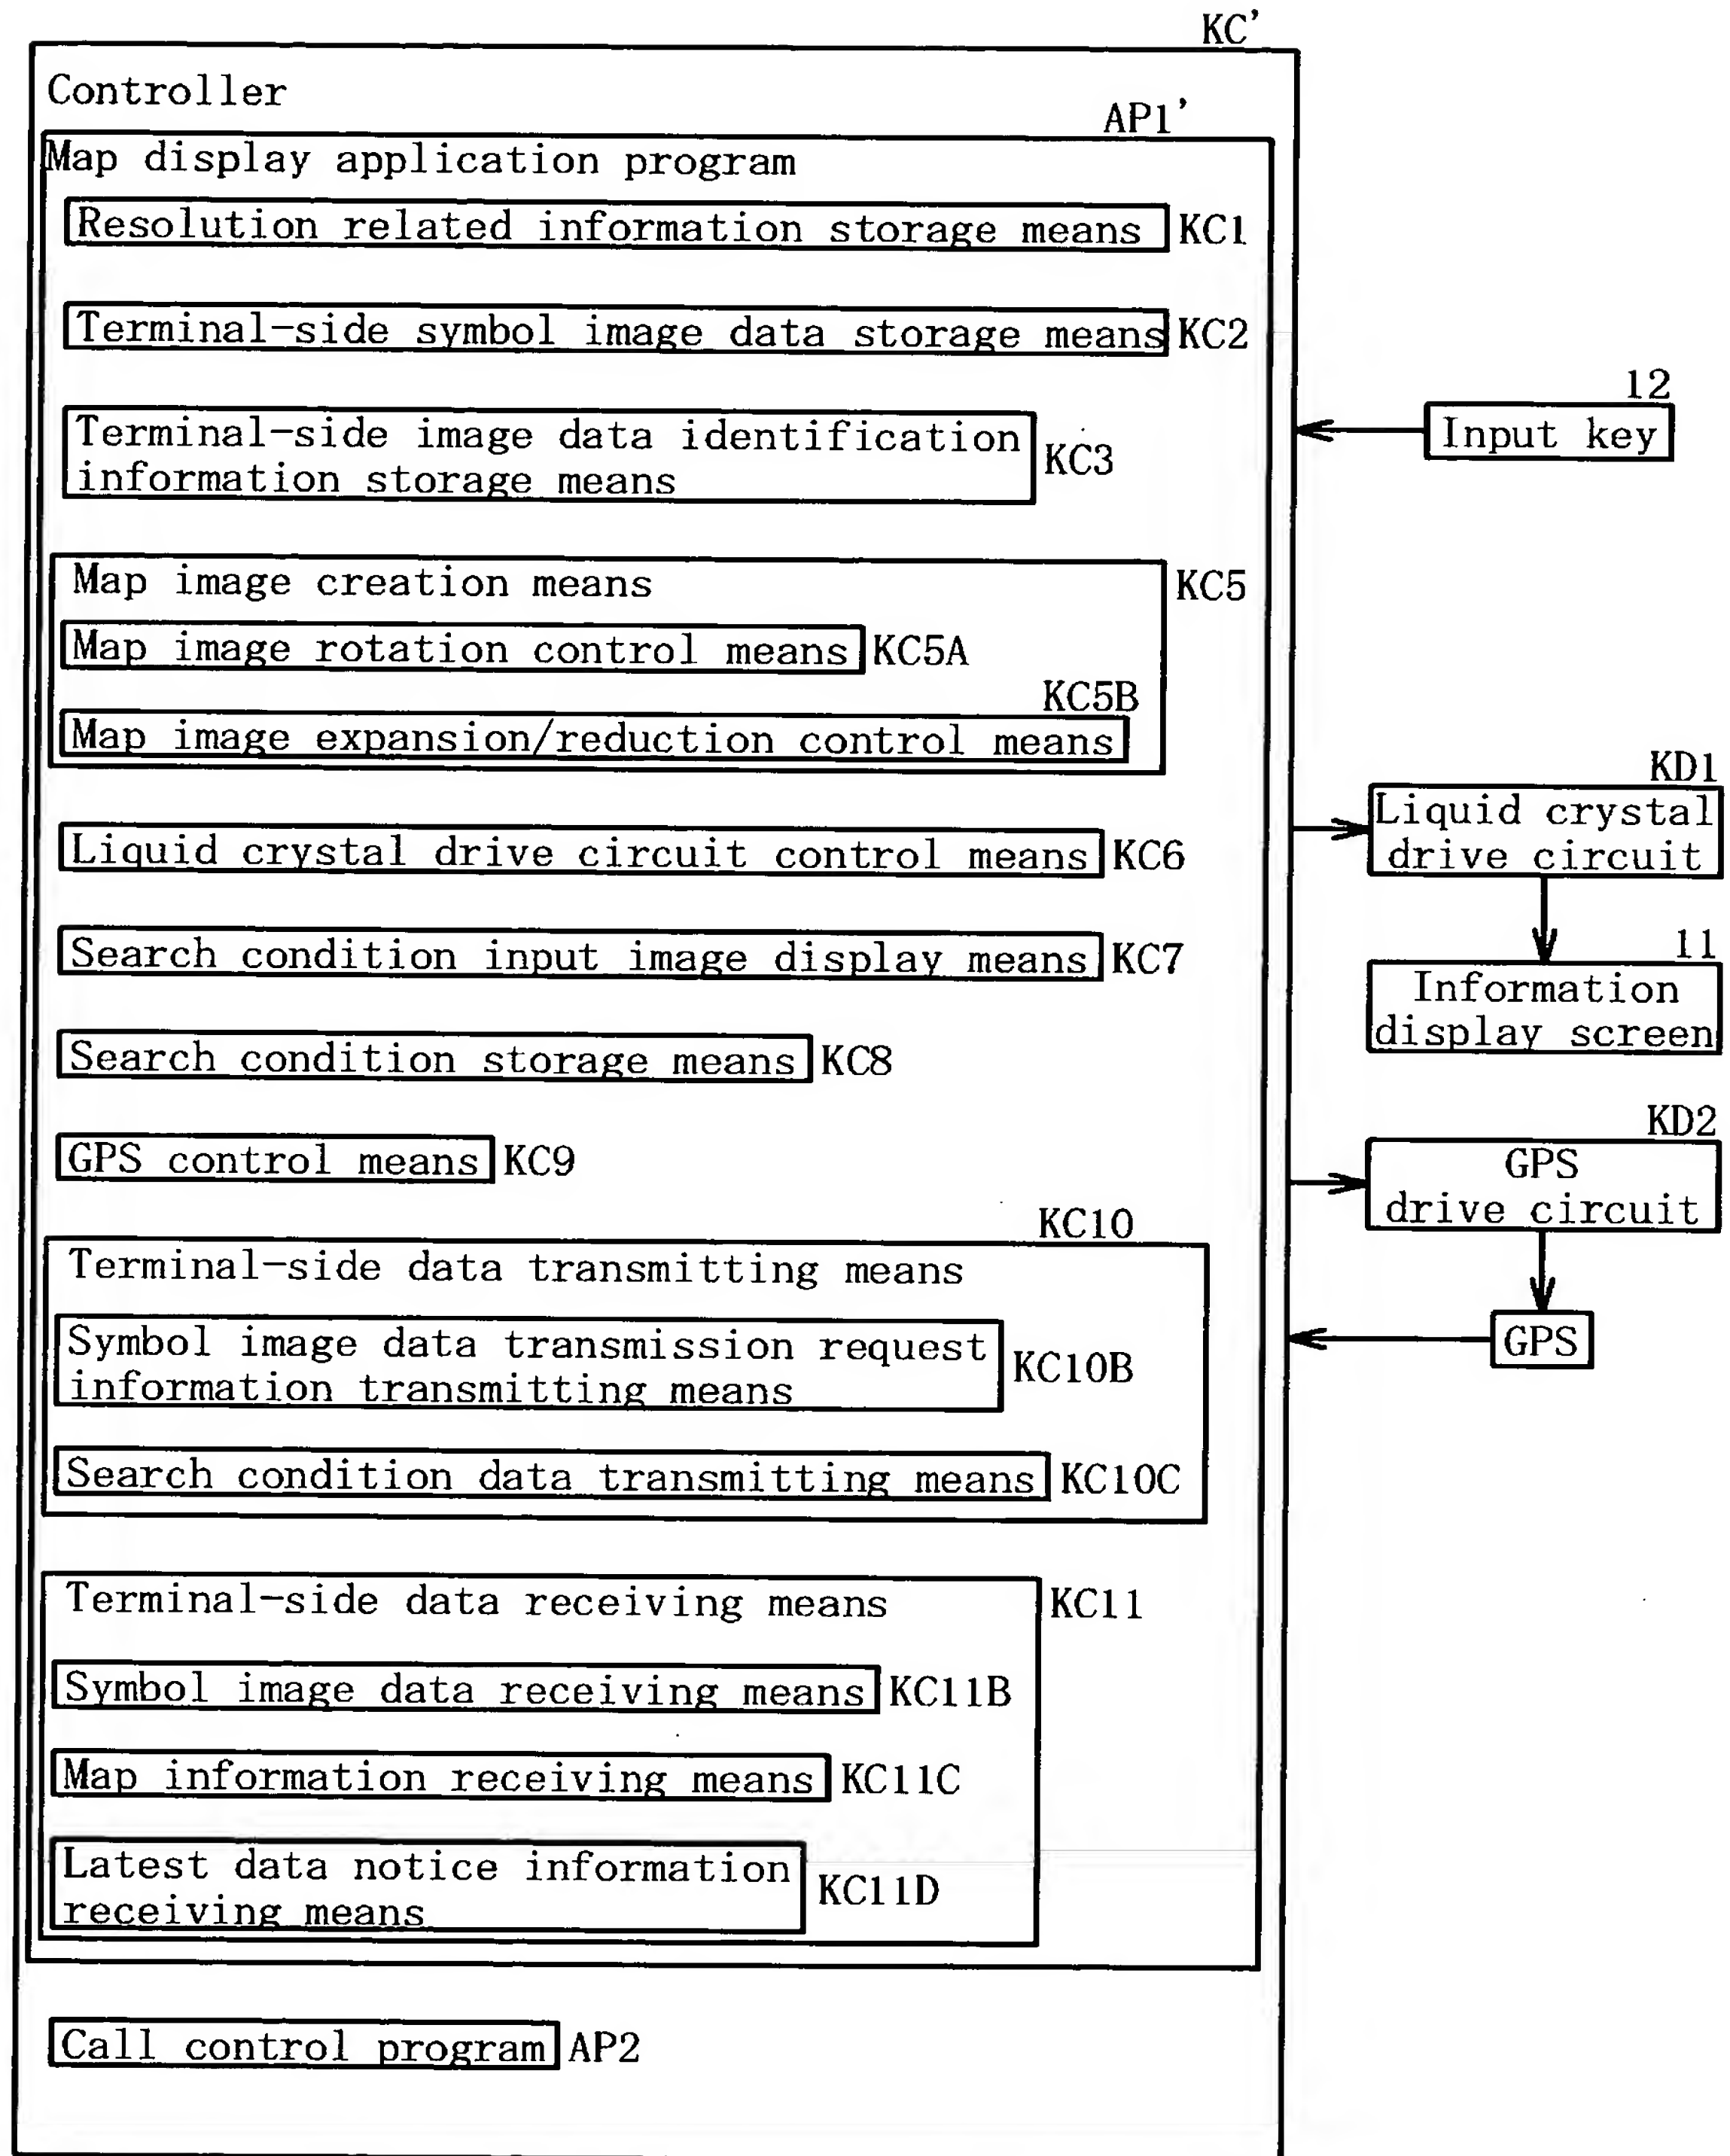 KC’
Controller
AP1’
Map display application program
Resolution related information storage means KC1
Terminal-side symbol image data storage means KC2
Terminal-side image data identification
information storage means
KC3
Map image creation means KC5
Map image rotation control means KC5A
KC5B
Map image expansion/reduction control means
Liquid crystal drive circuit control means KC6
Search condition input image display means KC7
Search condition storage means KC8
GPS control means KC9
KC10
Terminal-side data transmitting means
Symbol image data transmission request
information transmitting means
KC10B
Search condition data transmitting means KC10C
Terminal-side data receiving means KC11
Symbol image data receiving means KC11B
Map information receiving means KC11C
Latest data notice information
receiving means
KC11D
Call control program AP2
12
Input key
KD1
Liquid crystal
drive circuit
11
Information
display screen
KD2
GPS
drive circuit
GPS